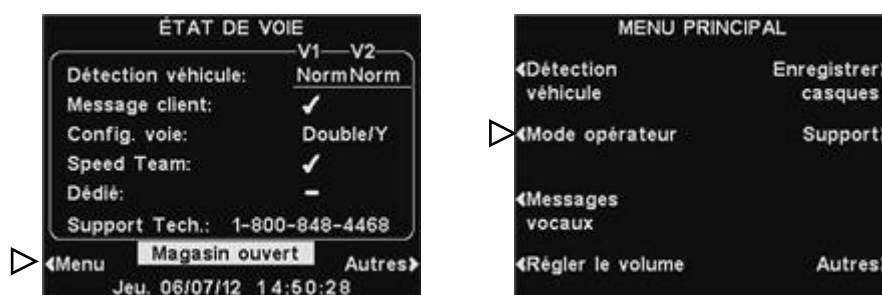 ÉTAT DE VOIE
V1 V2
Détection véhicule: Norm Norm
Message client: ✓
Config. voie: Double/Y
Speed Team: ✓
Dédié: –
Support Tech.: 1-800-848-4468
Magasin ouvert
Menu Autres
Jeu. 06/07/12 14:50:28
MENU PRINCIPAL
Détection Enregistrer
véhicule casques
Mode opérateur Support
Messages
vocaux
Régler le volume Autres